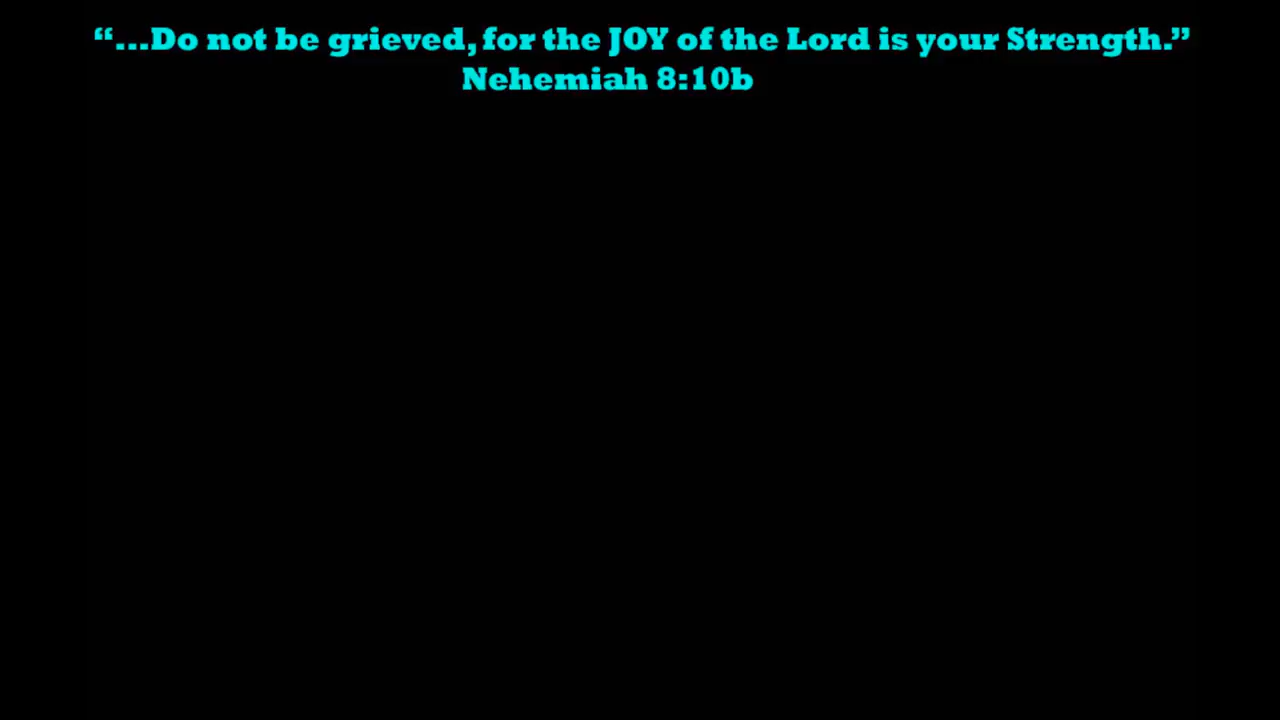 “...Do not be grieved, for the JOY of the Lord is your Strength.”
Nehemiah 8:10b